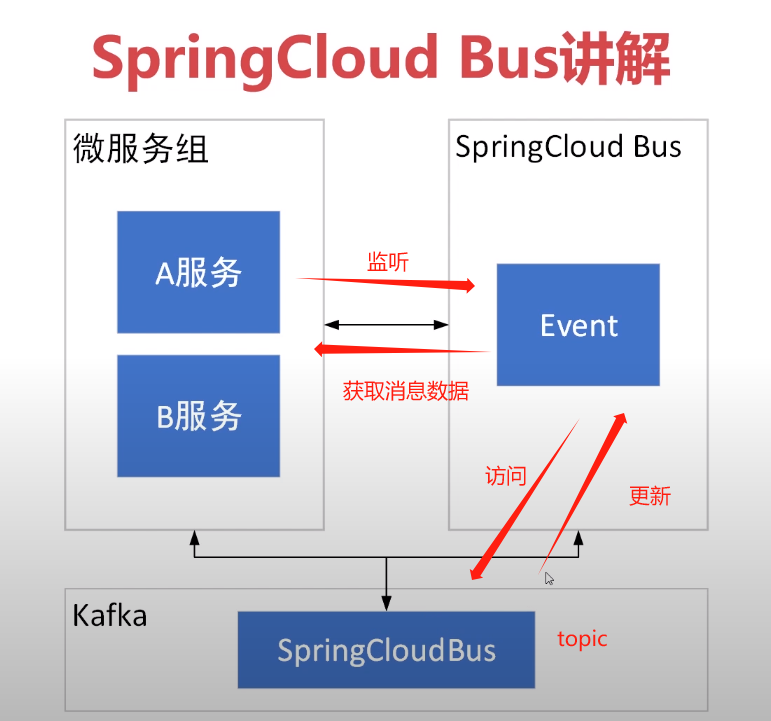 SpringCloud Bus讲解
微服务组
SpringCloud Bus
A服务
监听
Event
获取消息数据
B服务
访问
更新
Kafka
SpringCloudBus
topic